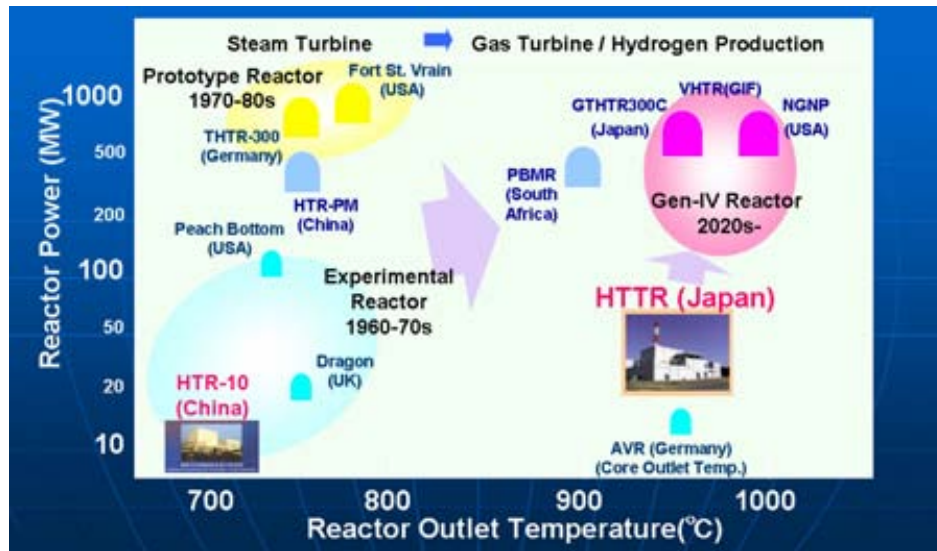 Steam Turbine
Gas Turbine / Hydrogen Production
Prototype Reactor
1970-80s
Fort St. Vrain
(USA)
THTR-300
(Germany)
HTR-PM
(China)
Peach Bottom
(USA)
Experimental
Reactor
1960-70s
Dragon
(UK)
HTR-10
(China)
VHTR(GIF)
GTHTR300C
(Japan)
NGNP
(USA)
PBMR
(South
Africa)
Gen-IV Reactor
2020s-
HTTR (Japan)
AVR (Germany)
(Core Outlet Temp.)
Reactor Power (MW)
1000
500
200
100
50
20
10
700
800
900
1000
Reactor Outlet Temperature(°C)